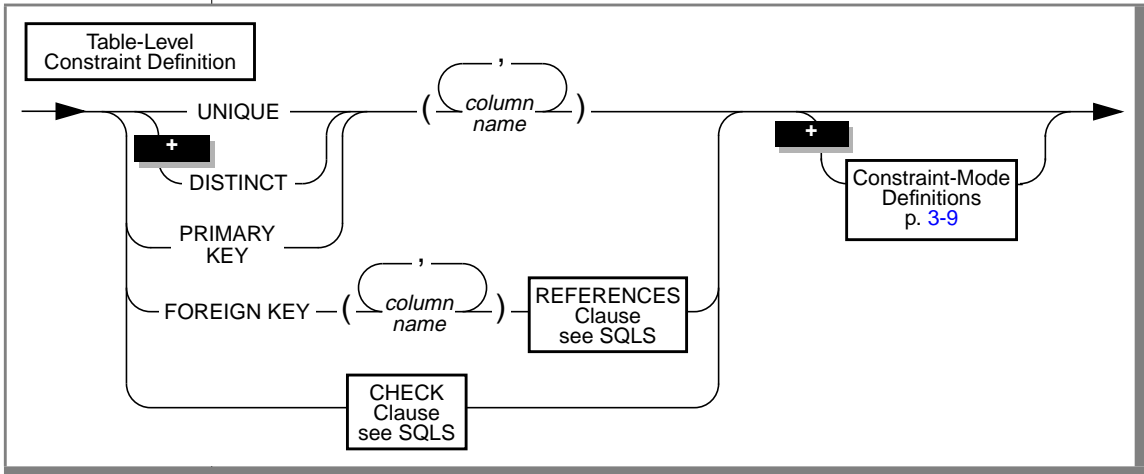 Table-Level
Constraint Definition
,
UNIQUE
( column
name )
+
+
DISTINCT
Constraint-Mode
Definitions
p. 3-9
PRIMARY
KEY
,
FOREIGN KEY ( column
name )
REFERENCES
Clause
see SQLS
CHECK
Clause
see SQLS